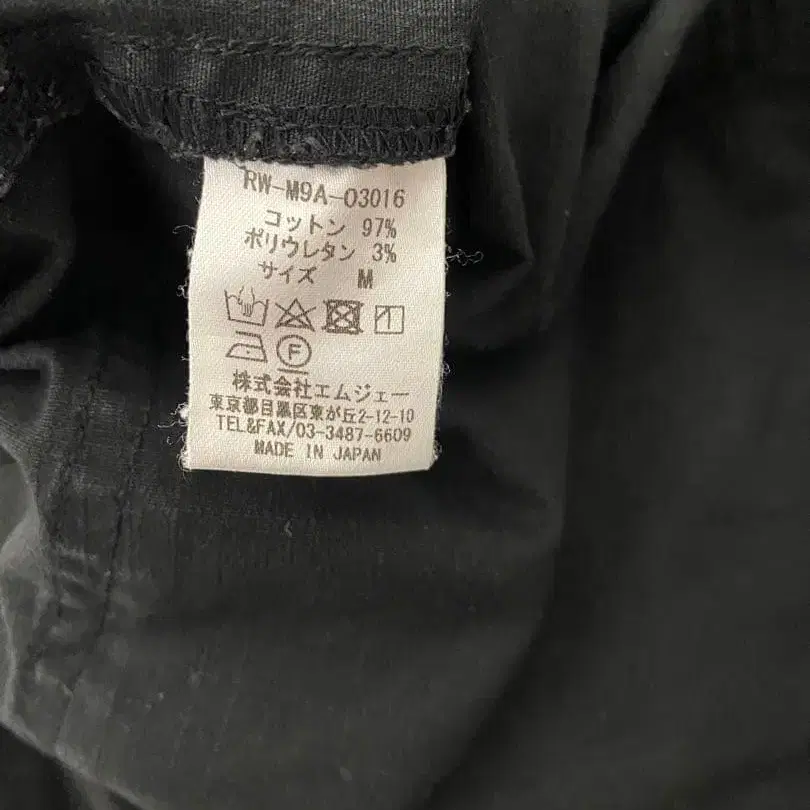 RW-M9A-03016
コットン 97%
ポリウレタン 3%
サイズ M
F
株式会社エムジェー
東京都目黒区東が丘2-12-10
TEL&FAX/03-3487-6609
MADE IN JAPAN